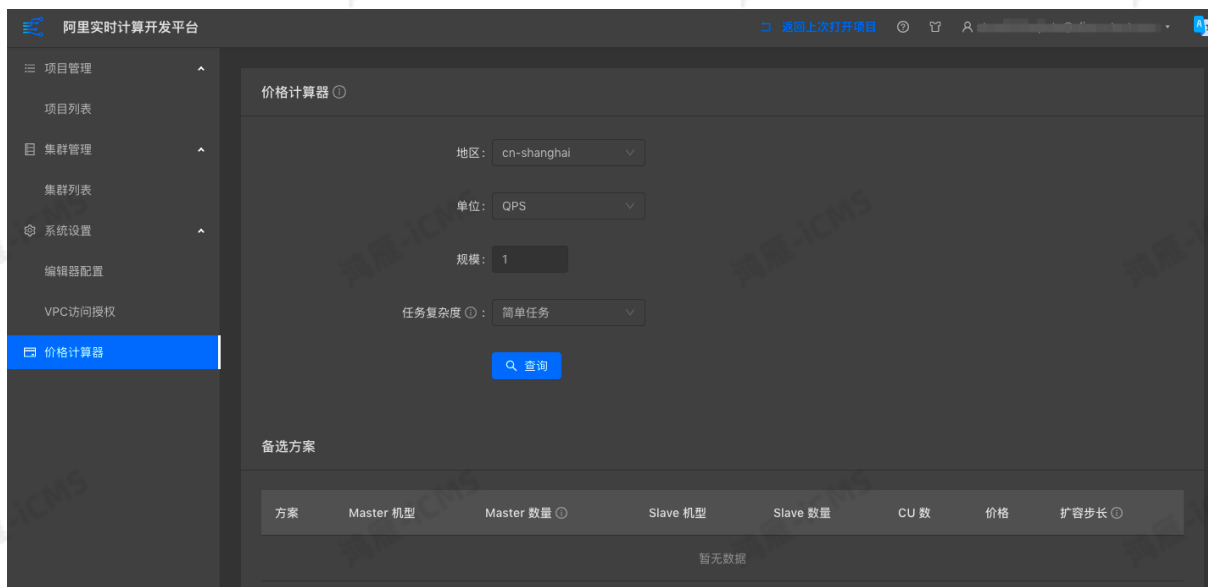 阿里实时计算开发平台
返回上次打开项目
项目管理
项目列表
集群管理
集群列表
系统设置
编辑器配置
VPC访问授权
价格计算器
价格计算器
地区: cn-shanghai
单位: QPS
规模: 1
任务复杂度: 简单任务
查询
备选方案
方案 Master 机型 Master 数量 Slave 机型 Slave 数量 CU 数 价格 扩容步长
暂无数据